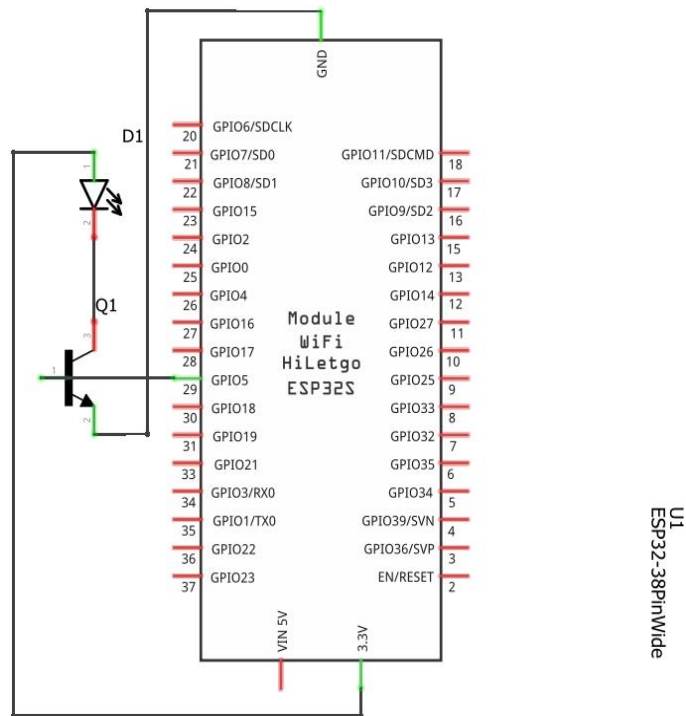 GND
D1
1
2
Q1
3
1
2
GPIO6/SDCLK
20
GPIO7/SD0
21
GPIO8/SD1
22
GPIO15
23
GPIO2
24
GPIO0
25
GPIO4
26
GPIO16
27
GPIO17
28
GPIO5
29
GPIO18
30
GPIO19
31
GPIO21
33
GPIO3/RX0
34
GPIO1/TX0
35
GPIO22
36
GPIO23
37
Module
WiFi
HiLetgo
ESP32S
GPIO11/SDCMD
18
GPIO10/SD3
17
GPIO9/SD2
16
GPIO13
15
GPIO12
13
GPIO14
12
GPIO27
11
GPIO26
10
GPIO25
9
GPIO33
8
GPIO32
7
GPIO35
6
GPIO34
5
GPIO39/SVN
4
GPIO36/SVP
3
EN/RESET
2
VIN 5V
3.3V
U1
ESP32-38PinWide